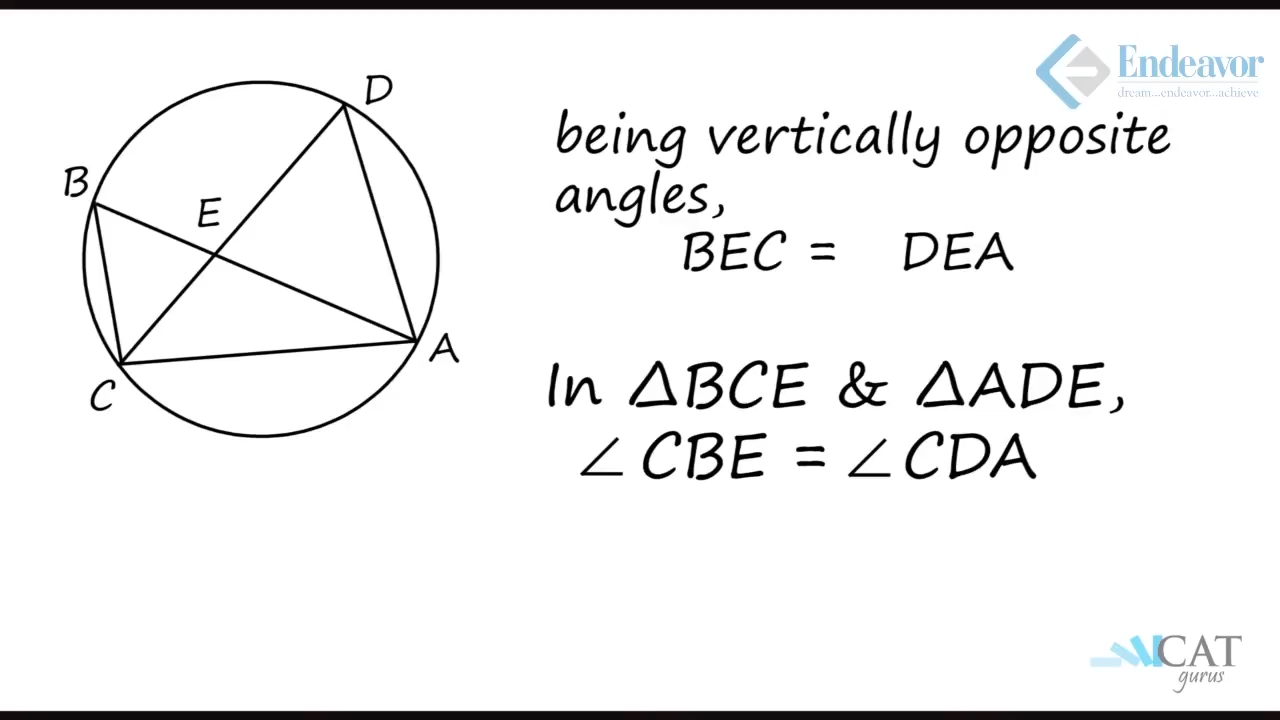 Endeavor
dream...endeavor...achieve
D
B
E
A
C
being vertically opposite
angles,
BEC = DEA
In ΔBCE & ΔADE,
∠CBE = ∠CDA
CAT
gurus